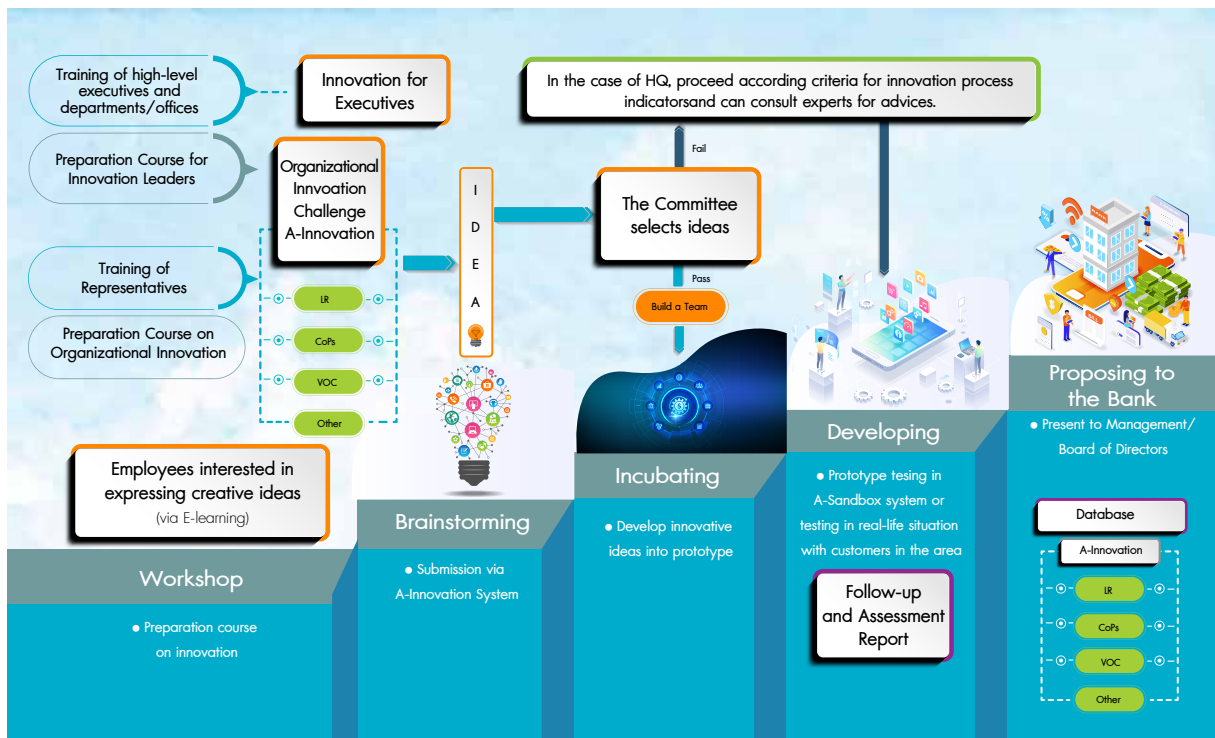 Training of high-level
executives and
departments/offices
Innovation for
Executives
In the case of HQ, proceed according criteria for innovation process
indicatorsand can consult experts for advices.
Preparation Course for
Innovation Leaders
Organizational
Innvoation
Challenge
A-Innovation
Training of
Representatives
Preparation Course on
Organizational Innovation
LR
CoPs
VOC
Other
I
D
E
A
Fail
The Committee
selects ideas
Pass
Build a Team
Employees interested in
expressing creative ideas
(via E-learning)
Workshop
• Preparation course
on innovation
Brainstorming
• Submission via
A-Innovation System
Incubating
• Develop innovative
ideas into prototype
Developing
• Prototype tesing in
A-Sandbox system or
testing in real-life situation
with customers in the area
Follow-up
and Assessment
Report
Proposing to
the Bank
• Present to Management/
Board of Directors
Database
A-Innovation
LR
CoPs
VOC
Other